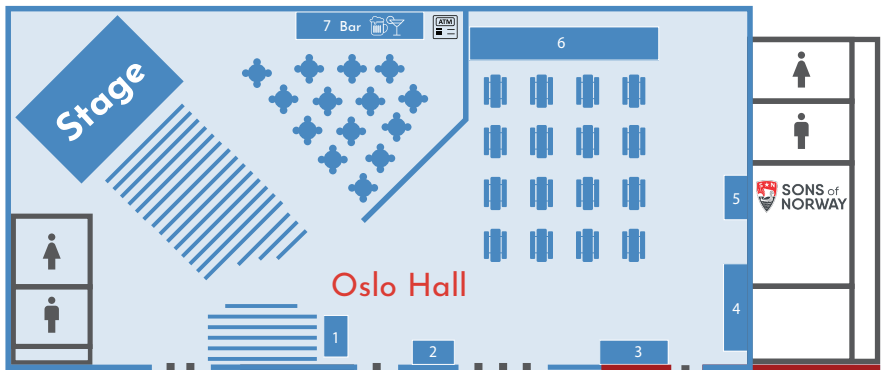 7 Bar
ATM
6
Stage
SONS of
NORWAY
5
Oslo Hall
4
1
2
3